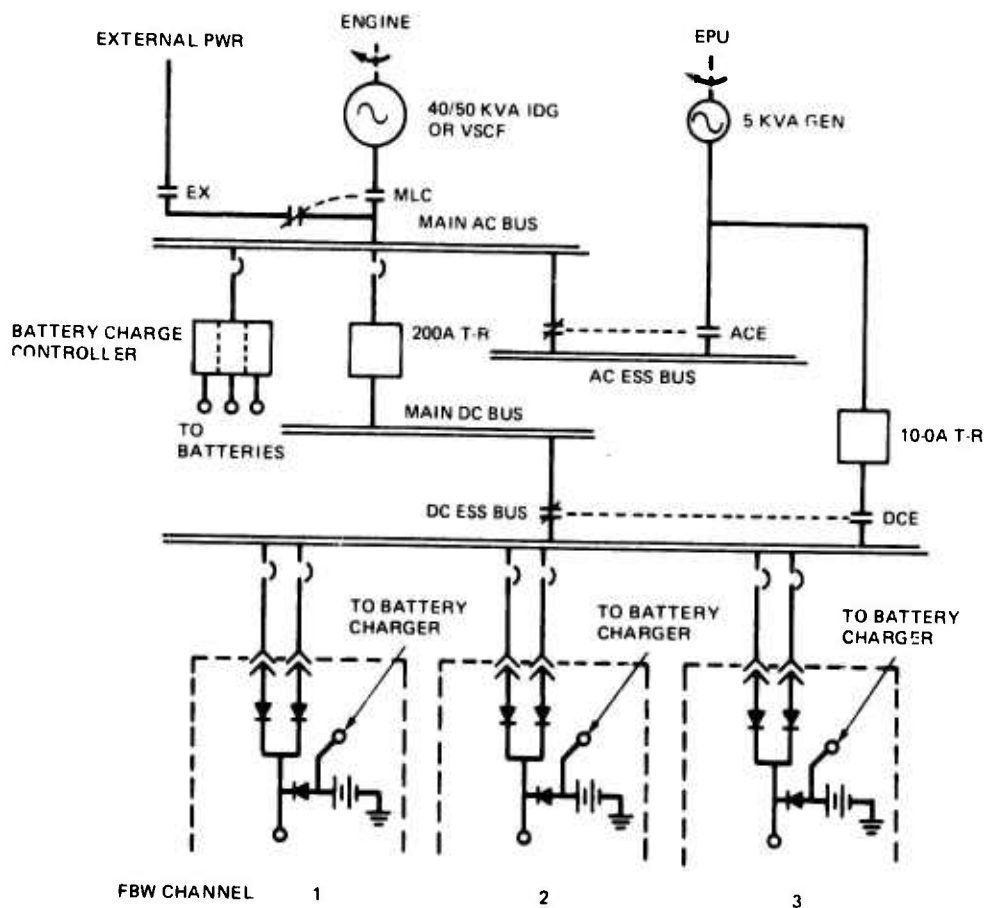 ENGINE
EXTERNAL PWR
EPU
40/50 KVA IDG
OR VSCF
5 KVA GEN
EX
MLC
MAIN AC BUS
BATTERY CHARGE
CONTROLLER
200A T-R
ACE
AC ESS BUS
MAIN DC BUS
TO
BATTERIES
10-0A T-R
DC ESS BUS
DCE
TO BATTERY
CHARGER
TO BATTERY
CHARGER
TO BATTERY
CHARGER
FBW CHANNEL 1 2 3